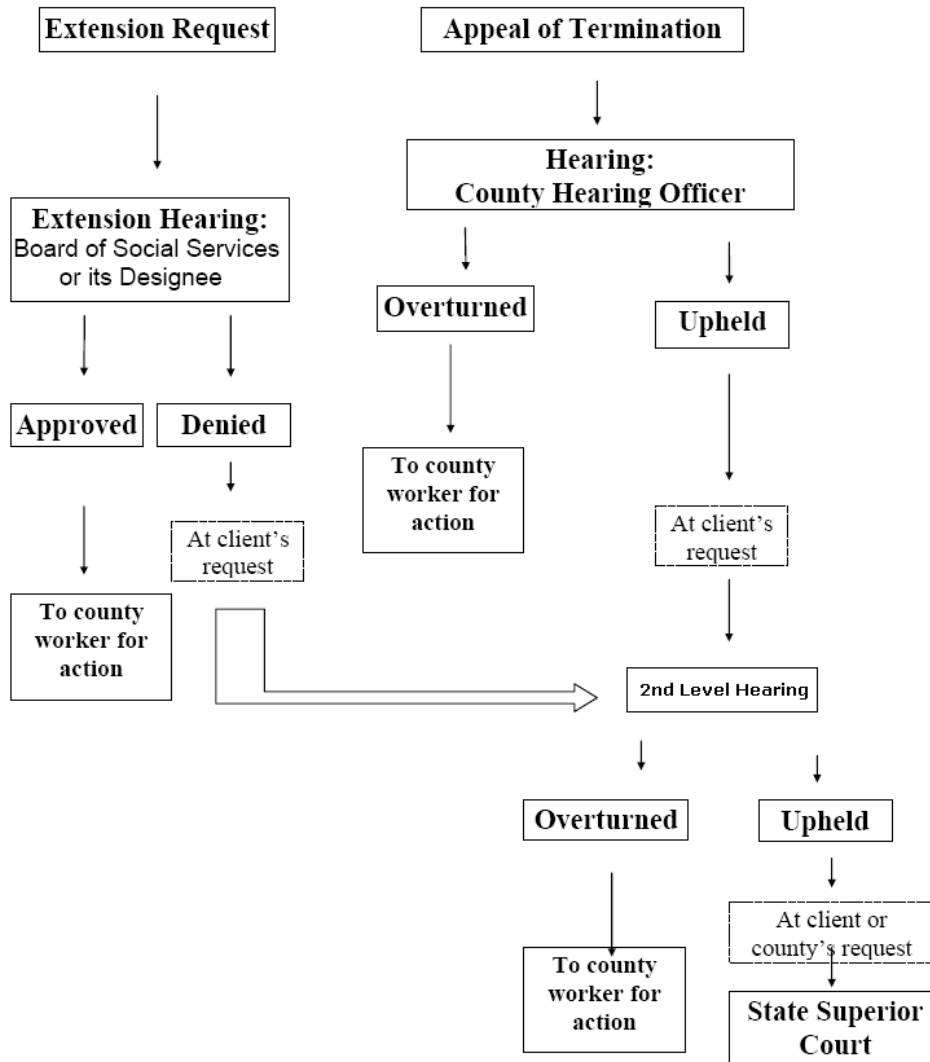 Extension Request
Appeal of Termination
Hearing:
County Hearing Officer
Extension Hearing:
Board of Social Services
or its Designee
Overturned
Upheld
Approved
Denied
To county
worker for
action
At client's
request
At client's
request
To county
worker for
action
2nd Level Hearing
Overturned
Upheld
At client or
county's request
To county
worker for
action
State Superior
Court